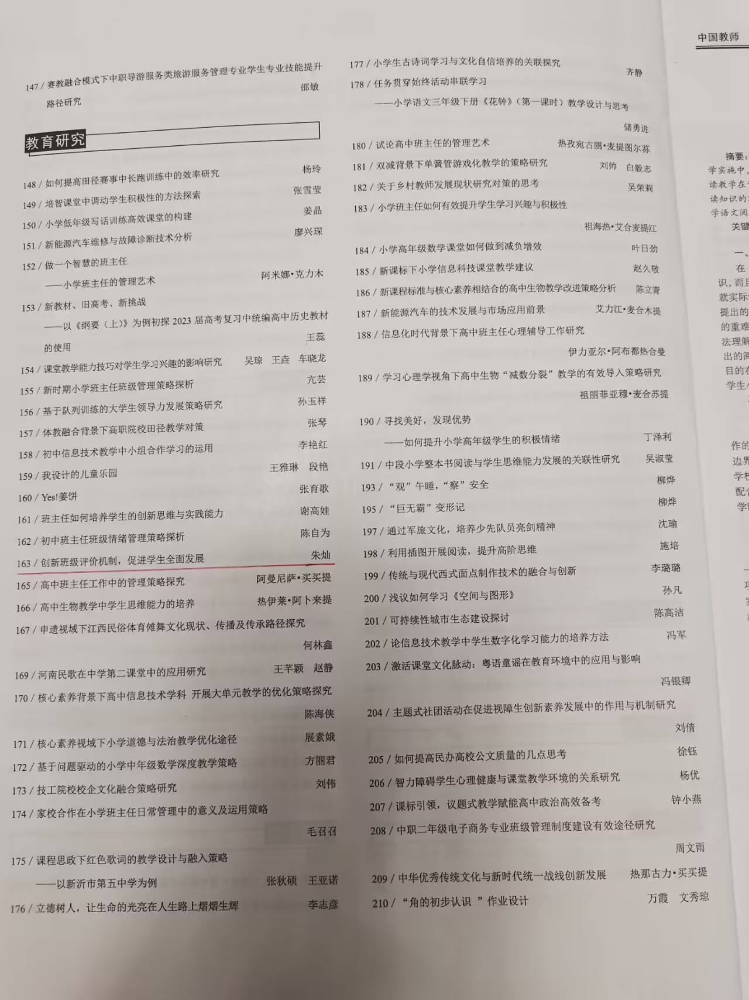 147 / 赛教融合模式下中职导游服务类旅游服务管理专业学生专业技能提升
路径研究 邵敏
教育研究
148 / 如何提高田径赛事中长跑训练中的效率研究 杨玲
149 / 培智课堂中调动学生积极性的方法探索 张雪莹
150 / 小学低年级写话训练高效课堂的构建 姜晶
151 / 新能源汽车维修与故障诊断技术分析 廖兴琛
152 / 做一个智慧的班主任
——小学班主任的管理艺术 阿米娜•克力木
153 / 新教材、旧高考、新挑战
——以《纲要（上）》为例初探 2023 届高考复习中统编高中历史教材
的使用 王蕊
154 / 课堂教学能力技巧对学生学习兴趣的影响研究 吴琼 王垚 车晓龙
155 / 新时期小学班主任班级管理策略探析 亢芸
156 / 基于队列训练的大学生领导力发展策略研究 孙玉祥
157 / 体教融合背景下高职院校田径教学对策 张琴
158 / 初中信息技术教学中小组合作学习的运用 李艳红
159 / 我设计的儿童乐园 王雅琳 段艳
160 / Yes!姜饼 张育歌
161 / 班主任如何培养学生的创新思维与实践能力 谢高娃
162 / 初中班主任班级情绪管理策略探析 陈自为
163 / 创新班级评价机制，促进学生全面发展 朱灿
165 / 高中班主任工作中的管理策略探究 阿曼尼萨•买买提
166 / 高中生物教学中学生思维能力的培养 热伊莱•阿卜来提
167 / 申遗视域下江西民俗体育傩舞文化现状、传播及传承路径探究
何林鑫
169 / 河南民歌在中学第二课堂中的应用研究 王芊颖 赵静
170 / 核心素养背景下高中信息技术学科 开展大单元教学的优化策略探究
陈海侠
171 / 核心素养视域下小学道德与法治教学优化途径 展素娥
172 / 基于问题驱动的小学中年级数学深度教学策略 方丽君
173 / 技工院校校企文化融合策略研究 刘伟
174 / 家校合作在小学班主任日常管理中的意义及运用策略
毛召召
175 / 课程思政下红色歌词的教学设计与融入策略
——以新沂市第五中学为例 张秋硕 王亚诺
176 / 立德树人，让生命的光亮在人生路上熠熠生辉 李志彦
177 / 小学生古诗词学习与文化自信培养的关联探究 齐静
178 / 任务贯穿始终活动串联学习
——小学语文三年级下册《花钟》（第一课时）教学设计与思考
储勇进
180 / 试论高中班主任的管理艺术 热孜宛古丽•麦提图尔荪
181 / 双减背景下单簧管游戏化教学的策略研究 刘帅 白毅志
182 / 关于乡村教师发展现状研究对策的思考 吴荣莉
183 / 小学班主任如何有效提升学生学习兴趣与积极性
祖海热•艾合麦提江
184 / 小学高年级数学课堂如何做到减负增效 叶日劲
185 / 新课标下小学信息科技课堂教学建议 赵久敬
186 / 新课程标准与核心素养相结合的高中生物教学改进策略分析 陈立青
187 / 新能源汽车的技术发展与市场应用前景 艾力江•麦合木提
188 / 信息化时代背景下高中班主任心理辅导工作研究
伊力亚尔•阿布都热合曼
189 / 学习心理学视角下高中生物“减数分裂”教学的有效导入策略研究
祖丽菲亚穆•麦合苏提
190 / 寻找美好，发现优势
——如何提升小学高年级学生的积极情绪 丁泽利
191 / 中段小学整本书阅读与学生思维能力发展的关联性研究 吴淑莹
193 / “观”午睡，“察”安全 柳烨
195 / “巨无霸”变形记 柳烨
197 / 通过军旅文化，培养少先队员亮剑精神 沈瑜
198 / 利用插图开展阅读，提升高阶思维 施培
199 / 传统与现代西式面点制作技术的融合与创新 李璐璐
200 / 浅议如何学习《空间与图形》 孙凡
201 / 可持续性城市生态建设探讨 陈高洁
202 / 论信息技术教学中学生数字化学习能力的培养方法 冯军
203 / 激活课堂文化脉动：粤语童谣在教育环境中的应用与影响
冯银卿
204 / 主题式社团活动在促进视障生创新素养发展中的作用与机制研究
刘倩
205 / 如何提高民办高校公文质量的几点思考 徐钰
206 / 智力障碍学生心理健康与课堂教学环境的关系研究 杨优
207 / 课标引领，议题式教学赋能高中政治高效备考 钟小燕
208 / 中职二年级电子商务专业班级管理制度建设有效途径研究
周文雨
209 / 中华优秀传统文化与新时代统一战线创新发展 热那古力•买买提
210 / “角的初步认识 ”作业设计 万霞 文秀琼
中国教师
摘要：
学实施中，
读教学在
读知识的
学语文阅
关键
一、
在
识，而且
就实际
提出的
的重难
法理解
出的阅
目的在
学生
作的
边界
学校
配合